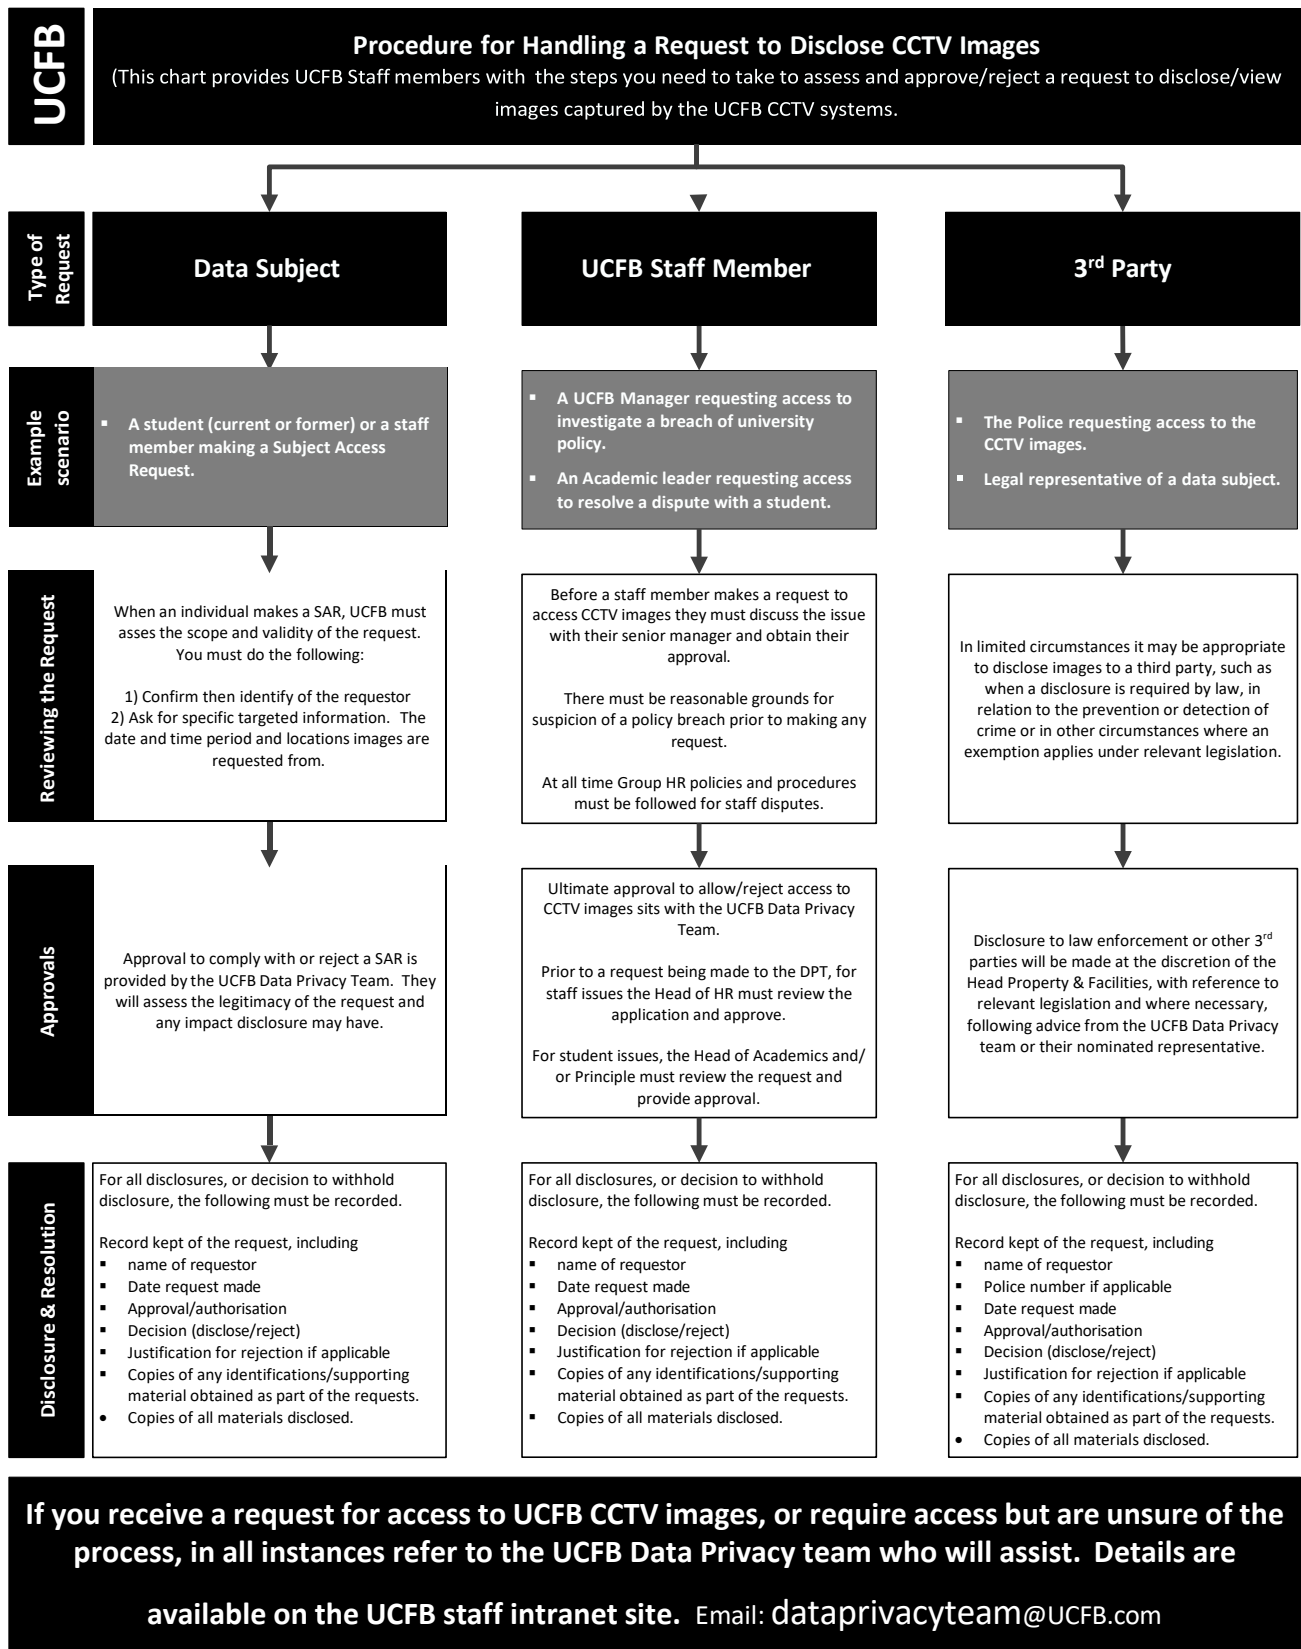 UCFB
Procedure for Handling a Request to Disclose CCTV Images
(This chart provides UCFB Staff members with the steps you need to take to assess and approve/reject a request to disclose/view
images captured by the UCFB CCTV systems.
Type of
Request
Data Subject
UCFB Staff Member
3rd Party
Example
scenario
▪ A student (current or former) or a staff
member making a Subject Access
Request.
▪ A UCFB Manager requesting access to
investigate a breach of university
policy.
▪ An Academic leader requesting access
to resolve a dispute with a student.
▪ The Police requesting access to the
CCTV images.
▪ Legal representative of a data subject.
Reviewing the Request
When an individual makes a SAR, UCFB must
asses the scope and validity of the request.
You must do the following:
1) Confirm then identify of the requestor
2) Ask for specific targeted information. The
date and time period and locations images are
requested from.
Before a staff member makes a request to
access CCTV images they must discuss the issue
with their senior manager and obtain their
approval.
There must be reasonable grounds for
suspicion of a policy breach prior to making any
request.
At all time Group HR policies and procedures
must be followed for staff disputes.
In limited circumstances it may be appropriate
to disclose images to a third party, such as
when a disclosure is required by law, in
relation to the prevention or detection of
crime or in other circumstances where an
exemption applies under relevant legislation.
Approvals
Approval to comply with or reject a SAR is
provided by the UCFB Data Privacy Team. They
will assess the legitimacy of the request and
any impact disclosure may have.
Ultimate approval to allow/reject access to
CCTV images sits with the UCFB Data Privacy
Team.
Prior to a request being made to the DPT, for
staff issues the Head of HR must review the
application and approve.
For student issues, the Head of Academics and/
or Principle must review the request and
provide approval.
Disclosure to law enforcement or other 3rd
parties will be made at the discretion of the
Head Property & Facilities, with reference to
relevant legislation and where necessary,
following advice from the UCFB Data Privacy
team or their nominated representative.
Disclosure & Resolution
For all disclosures, or decision to withhold
disclosure, the following must be recorded.
Record kept of the request, including
▪ name of requestor
▪ Date request made
▪ Approval/authorisation
▪ Decision (disclose/reject)
▪ Justification for rejection if applicable
▪ Copies of any identifications/supporting
material obtained as part of the requests.
• Copies of all materials disclosed.
For all disclosures, or decision to withhold
disclosure, the following must be recorded.
Record kept of the request, including
▪ name of requestor
▪ Date request made
▪ Approval/authorisation
▪ Decision (disclose/reject)
▪ Justification for rejection if applicable
▪ Copies of any identifications/supporting
material obtained as part of the requests.
▪ Copies of all materials disclosed.
For all disclosures, or decision to withhold
disclosure, the following must be recorded.
Record kept of the request, including
▪ name of requestor
▪ Police number if applicable
▪ Date request made
▪ Approval/authorisation
▪ Decision (disclose/reject)
▪ Justification for rejection if applicable
▪ Copies of any identifications/supporting
material obtained as part of the requests.
• Copies of all materials disclosed.
If you receive a request for access to UCFB CCTV images, or require access but are unsure of the
process, in all instances refer to the UCFB Data Privacy team who will assist. Details are
available on the UCFB staff intranet site. Email: dataprivacyteam@UCFB.com